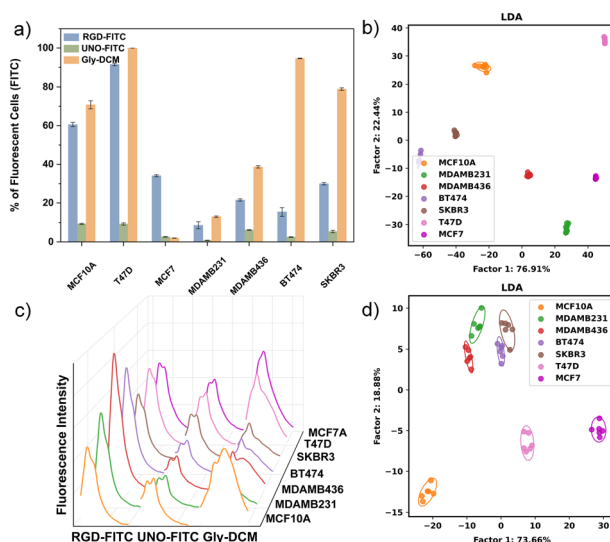 a)
RGD-FITC
UNO-FITC
Gly-DCM
% of Fluorescent Cells (FITC)
100
80
60
40
20
0
MCF10A
T47D
MCF7
MDAMB231
MDAMB436
BT474
SKBR3
b)
LDA
Factor 2: 22.44%
30
20
10
0
−10
−20
−30
MCF10A
MDAMB231
MDAMB436
BT474
SKBR3
T47D
MCF7
−60 −40 −20 0 20 40
Factor 1: 76.91%
c)
Fluorescence Intensity
MCF7A
T47D
SKBR3
BT474
MDAMB436
MDAMB231
MCF10A
RGD-FITC UNO-FITC Gly-DCM
d)
LDA
Factor 2: 18.88%
10
5
0
−5
−10
−15
MCF10A
MDAMB231
MDAMB436
BT474
SKBR3
T47D
MCF7
−20 −10 0 10 20 30
Factor 1: 73.66%